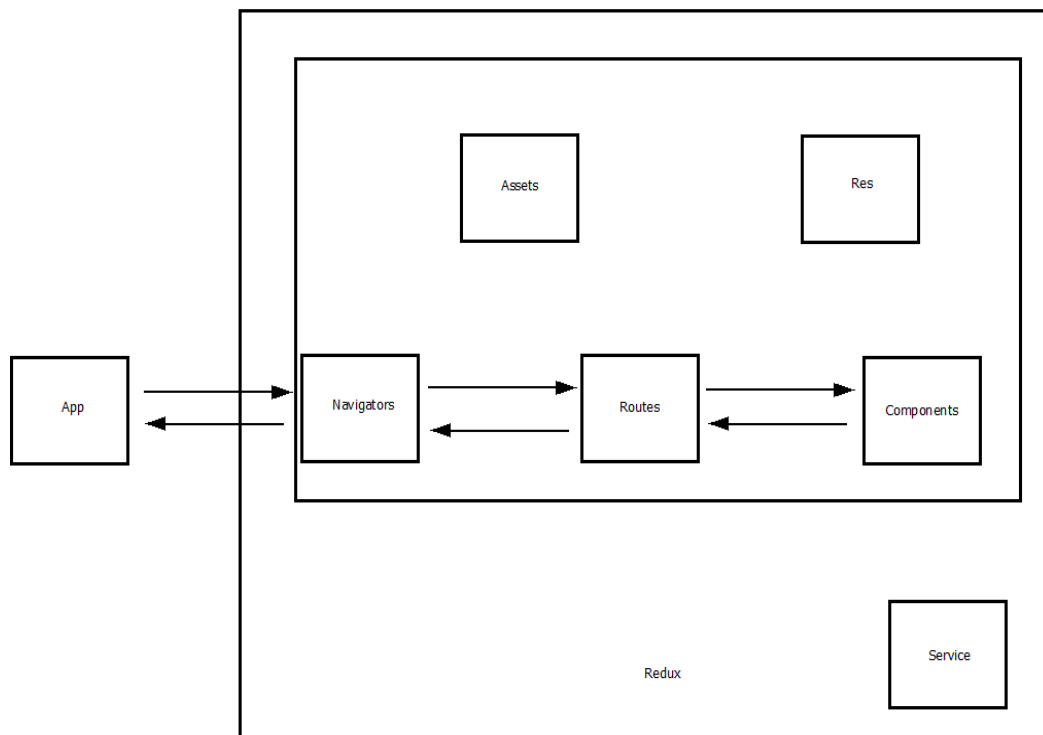 Assets
Res
App
Navigators
Routes
Components
Service
Redux